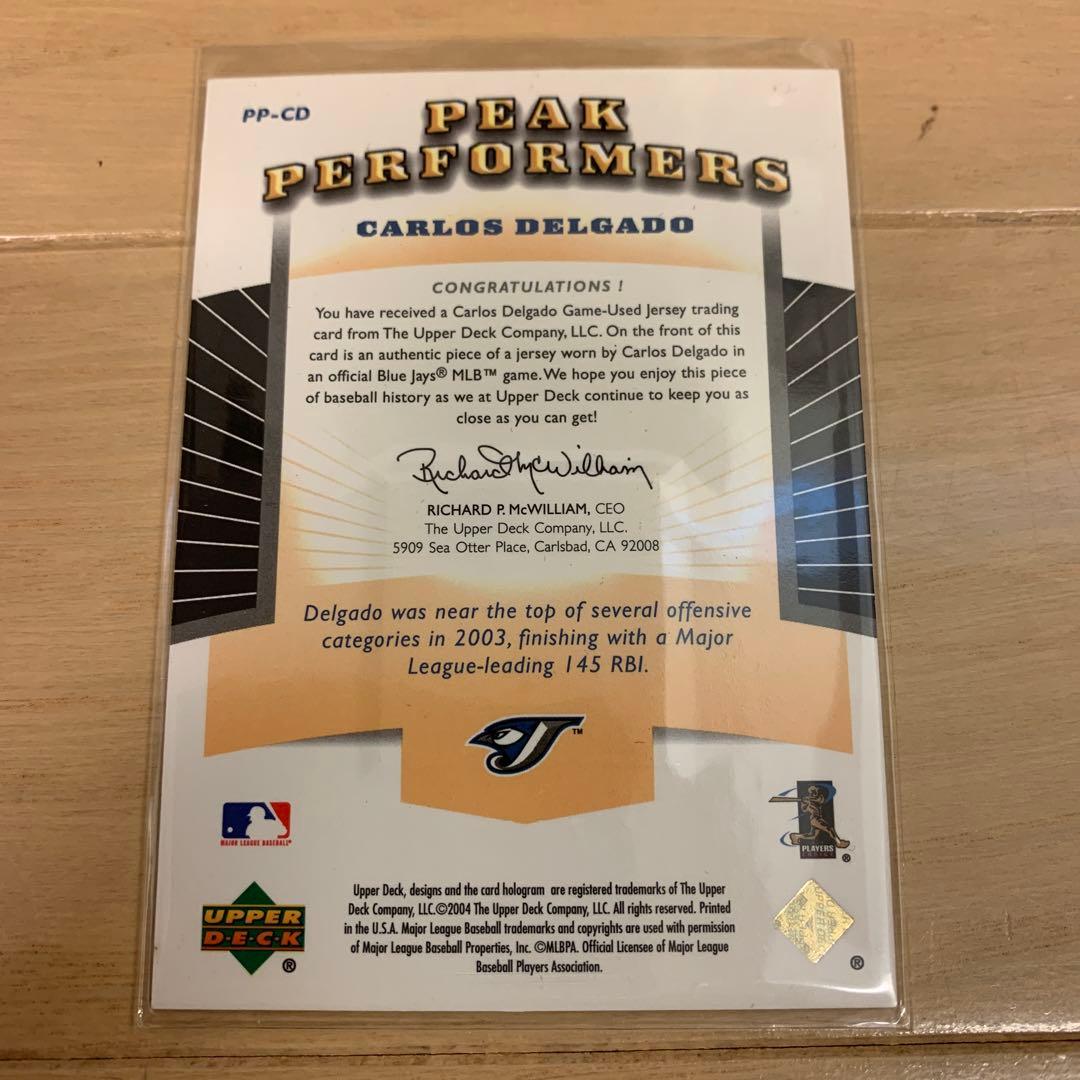 PP-CD
PEAK
PERFORMERS
CARLOS DELGADO
CONGRATULATIONS !
You have received a Carlos Delgado Game-Used Jersey trading
card from The Upper Deck Company, LLC. On the front of this
card is an authentic piece of a jersey worn by Carlos Delgado in
an official Blue Jays® MLB™ game. We hope you enjoy this piece
of baseball history as we at Upper Deck continue to keep you as
close as you can get!
Richard McWilliam
RICHARD P. McWILLIAM, CEO
The Upper Deck Company, LLC.
5909 Sea Otter Place, Carlsbad, CA 92008
Delgado was near the top of several offensive
categories in 2003, finishing with a Major
League-leading 145 RBI.
J™
MAJOR LEAGUE BASEBALL®
PLAYERS
CHOICE ®
UPPER
D·E·C·K ®
Upper Deck, designs and the card hologram are registered trademarks of The Upper
Deck Company, LLC.©2004 The Upper Deck Company, LLC. All rights reserved. Printed
in the U.S.A. Major League Baseball trademarks and copyrights are used with permission
of Major League Baseball Properties, Inc. ©MLBPA. Official Licensee of Major League
Baseball Players Association.
®